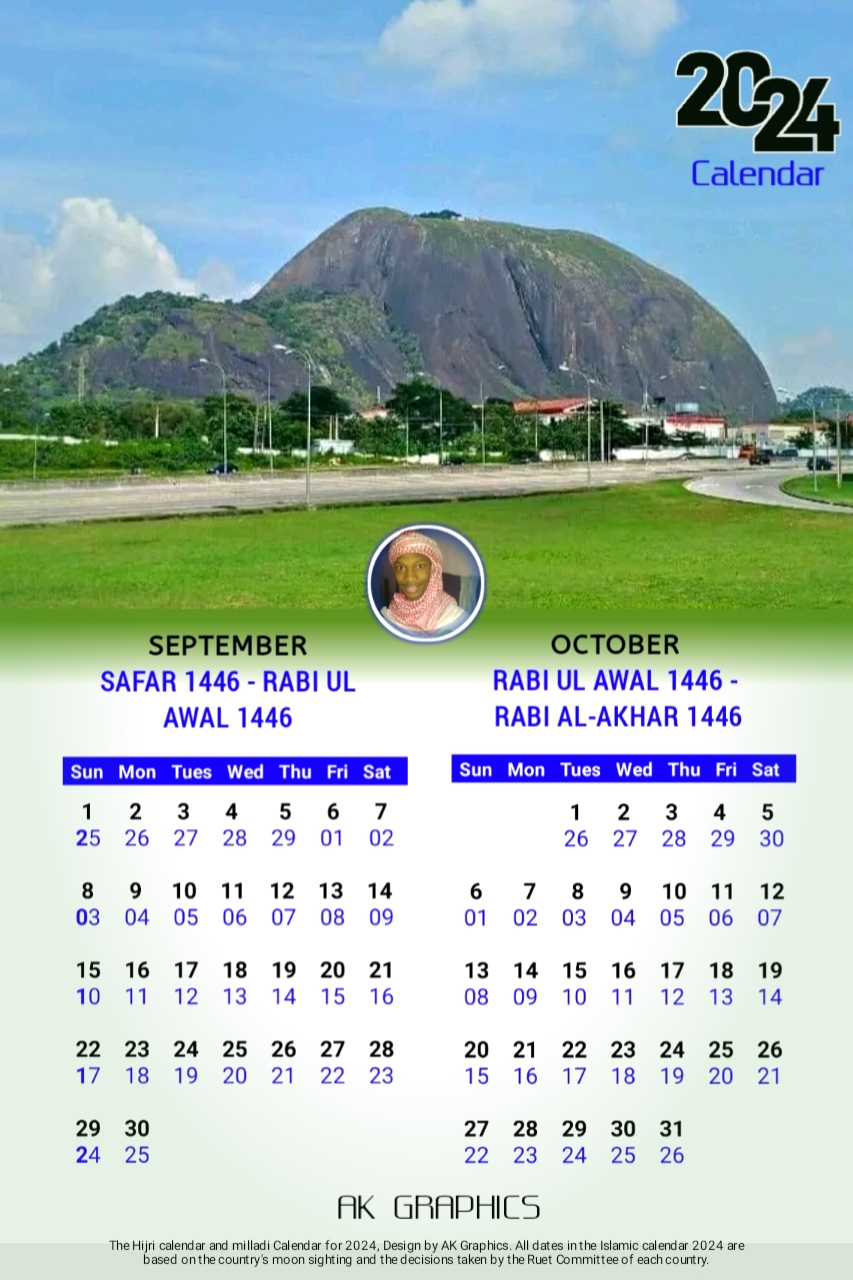 2024
Calendar
SEPTEMBER
SAFAR 1446 - RABI UL
AWAL 1446
Sun Mon Tues Wed Thu Fri Sat
1 2 3 4 5 6 7
25 26 27 28 29 01 02
8 9 10 11 12 13 14
03 04 05 06 07 08 09
15 16 17 18 19 20 21
10 11 12 13 14 15 16
22 23 24 25 26 27 28
17 18 19 20 21 22 23
29 30
24 25
OCTOBER
RABI UL AWAL 1446 -
RABI AL-AKHAR 1446
Sun Mon Tues Wed Thu Fri Sat
1 2 3 4 5
26 27 28 29 30
6 7 8 9 10 11 12
01 02 03 04 05 06 07
13 14 15 16 17 18 19
08 09 10 11 12 13 14
20 21 22 23 24 25 26
15 16 17 18 19 20 21
27 28 29 30 31
22 23 24 25 26
AK GRAPHICS
The Hijri calendar and milladi Calendar for 2024, Design by AK Graphics. All dates in the Islamic calendar 2024 are
based on the country's moon sighting and the decisions taken by the Ruet Committee of each country.